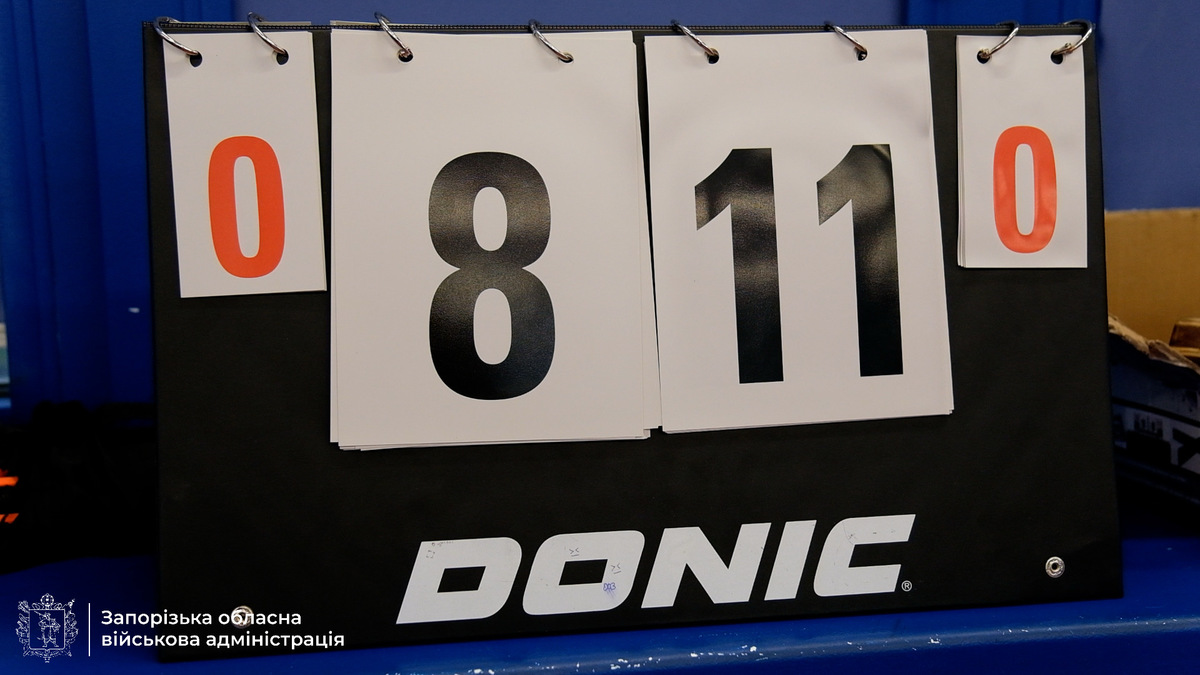 0 8 11 0
DONIC®
Запорізька обласна
військова адміністрація